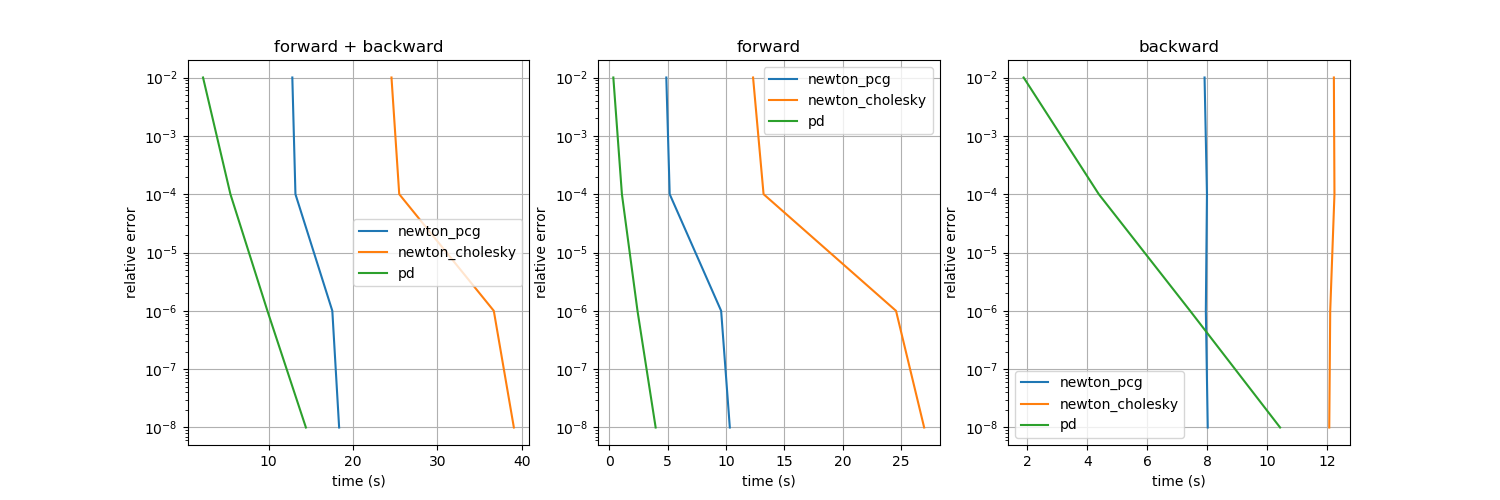 forward + backward
relative error
10⁻²
10⁻³
10⁻⁴
10⁻⁵
10⁻⁶
10⁻⁷
10⁻⁸
newton_pcg
newton_cholesky
pd
10 20 30 40
time (s)
forward
relative error
10⁻²
10⁻³
10⁻⁴
10⁻⁵
10⁻⁶
10⁻⁷
10⁻⁸
newton_pcg
newton_cholesky
pd
0 5 10 15 20 25
time (s)
backward
relative error
10⁻²
10⁻³
10⁻⁴
10⁻⁵
10⁻⁶
10⁻⁷
10⁻⁸
newton_pcg
newton_cholesky
pd
2 4 6 8 10 12
time (s)